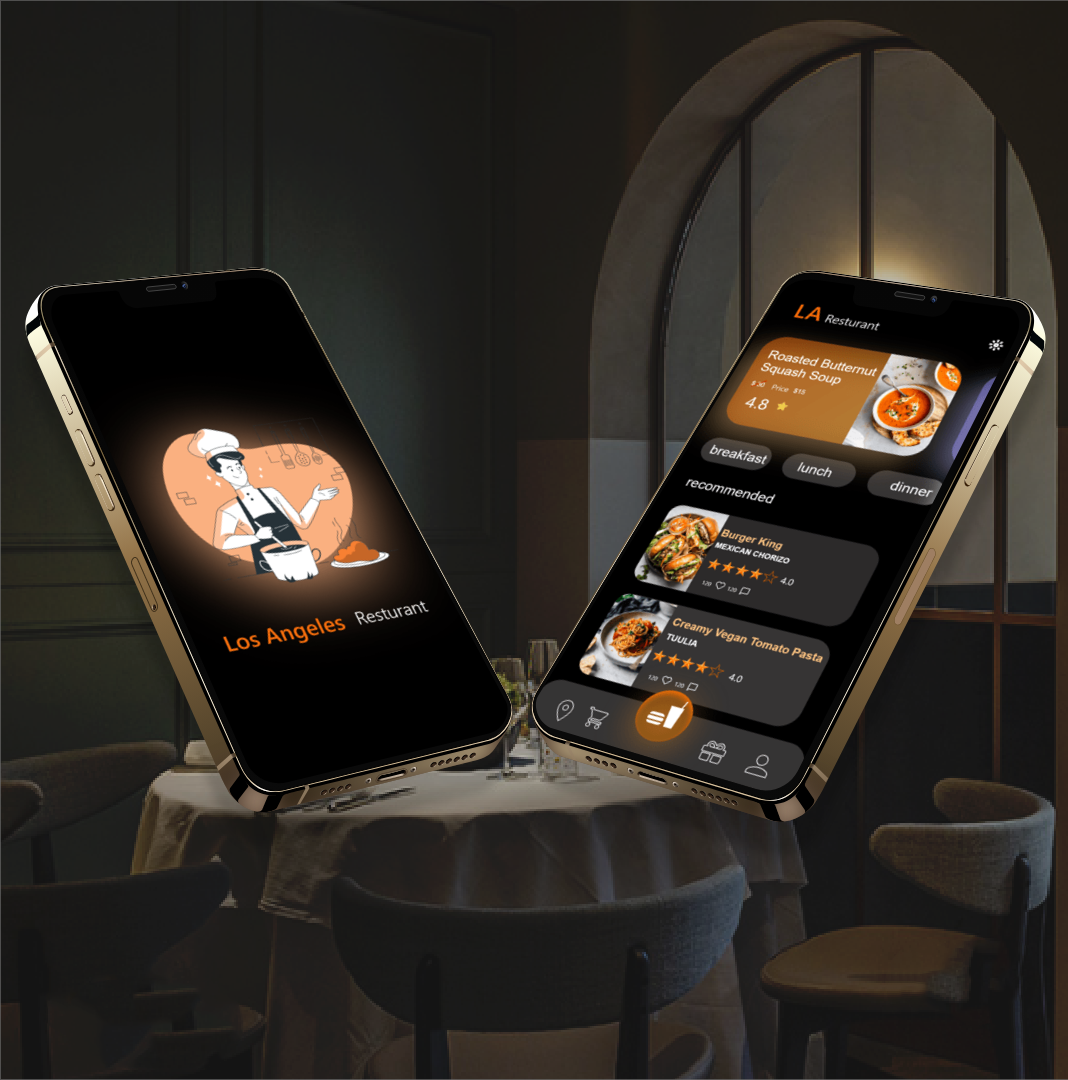 Los Angeles Resturant
LA Resturant
Roasted Butternut
Squash Soup
$ 30 Price $15
4.8
breakfast lunch dinner
recommended
Burger King
MEXICAN CHORIZO
4.0
120 120
Creamy Vegan Tomato Pasta
TUULIA
4.0
120 120